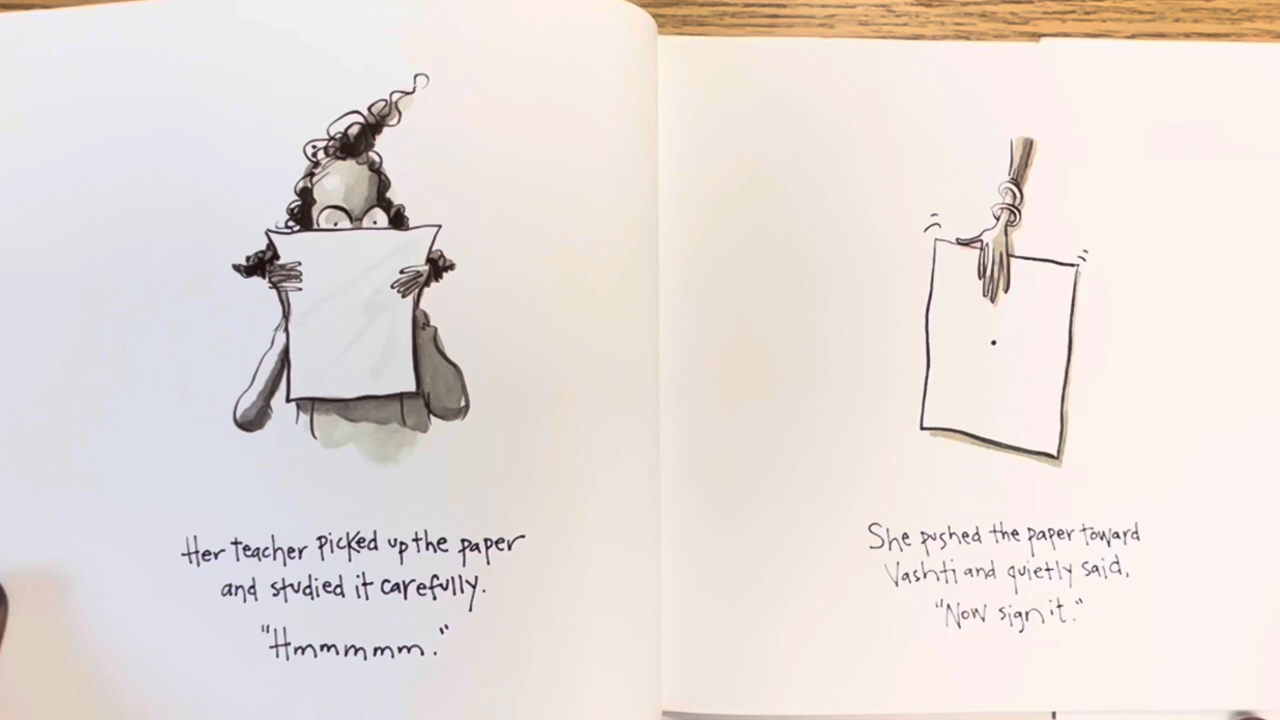 Her teacher picked up the paper
and studied it carefully.
"Hmmmmm."
She pushed the paper toward
Vashti and quietly said,
"Now sign it."